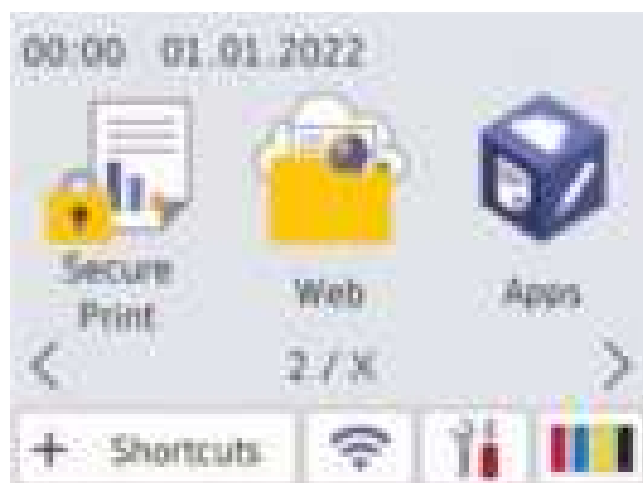 00:00 01.01.2022
Secure
Print
Web
Apps
2 / X
+ Shortcuts